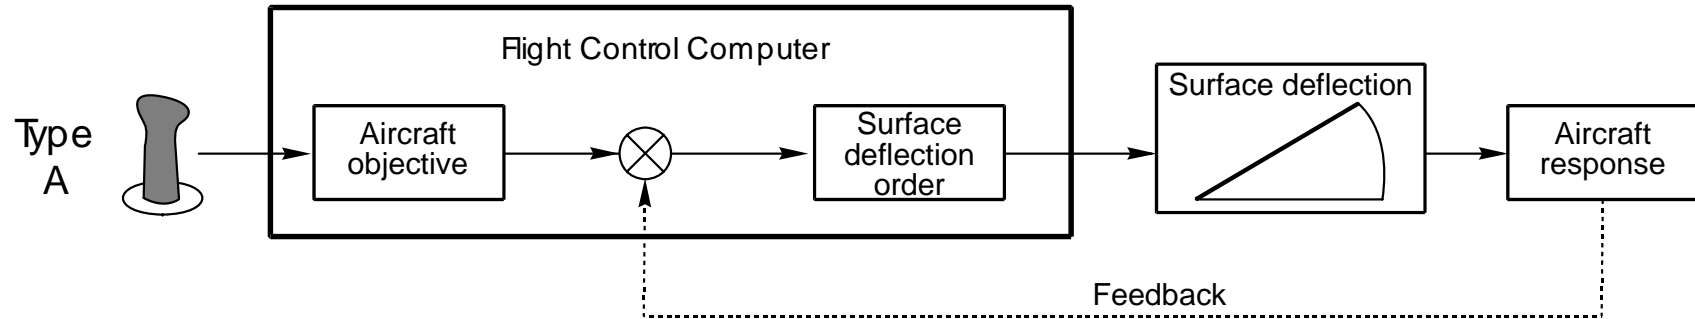 Flight Control Computer
Type
A
Aircraft
objective
Surface
deflection
order
Surface deflection
Aircraft
response
Feedback